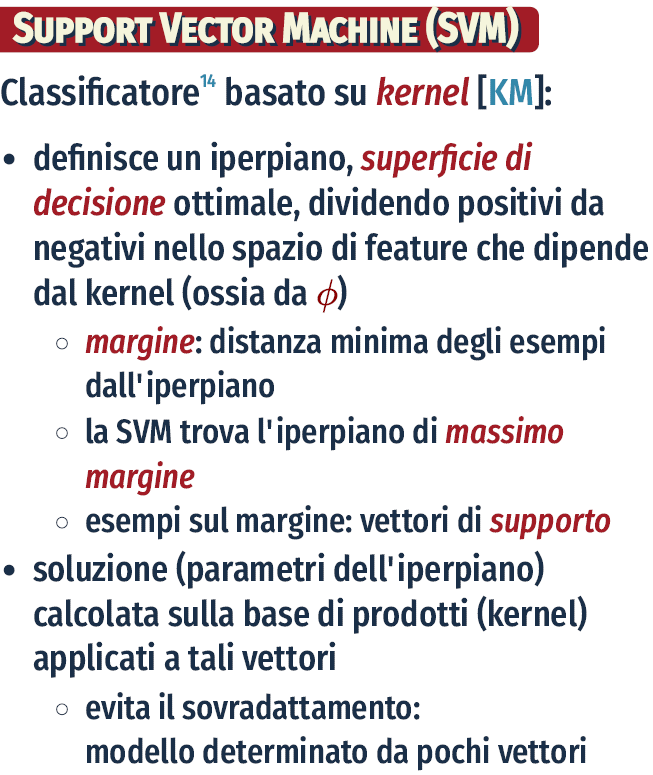 SUPPORT VECTOR MACHINE (SVM)
Classificatore14 basato su kernel [KM]:
• definisce un iperpiano, superficie di
decisione ottimale, dividendo positivi da
negativi nello spazio di feature che dipende
dal kernel (ossia da ϕ)
◦ margine: distanza minima degli esempi
dall'iperpiano
◦ la SVM trova l'iperpiano di massimo
margine
◦ esempi sul margine: vettori di supporto
• soluzione (parametri dell'iperpiano)
calcolata sulla base di prodotti (kernel)
applicati a tali vettori
◦ evita il sovradattamento:
modello determinato da pochi vettori